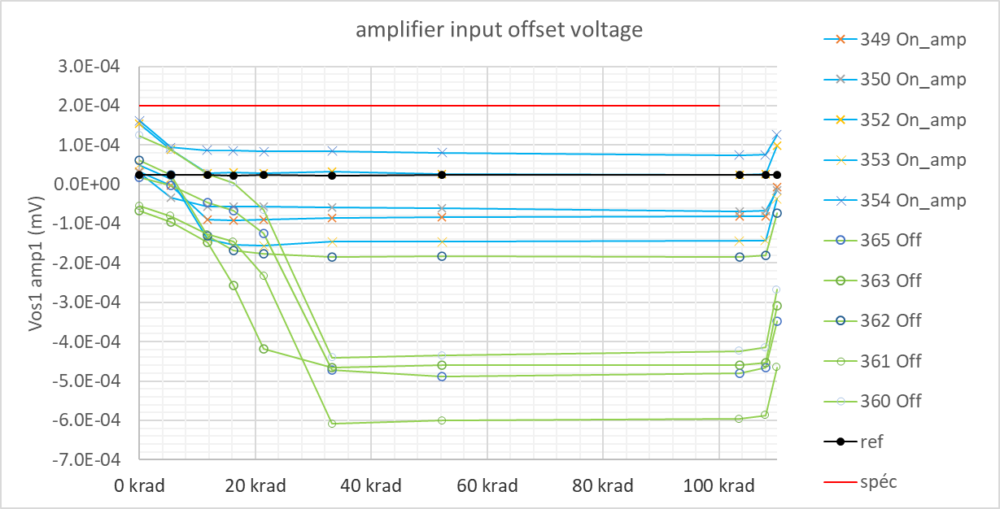 amplifier input offset voltage
Vos1 amp1 (mV)
3.0E-04
2.0E-04
1.0E-04
0.0E+00
-1.0E-04
-2.0E-04
-3.0E-04
-4.0E-04
-5.0E-04
-6.0E-04
-7.0E-04
0 krad
20 krad
40 krad
60 krad
80 krad
100 krad
349 On_amp
350 On_amp
352 On_amp
353 On_amp
354 On_amp
365 Off
363 Off
362 Off
361 Off
360 Off
ref
spéc